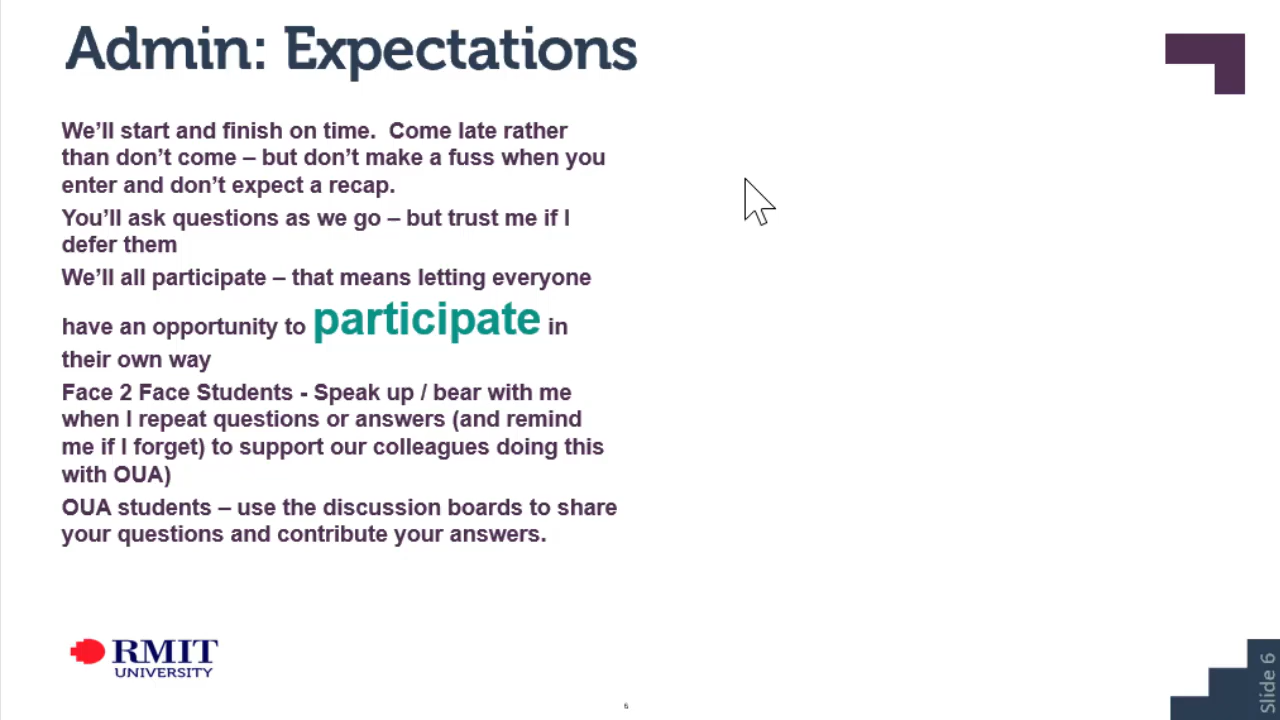 Admin: Expectations
We’ll start and finish on time.  Come late rather
than don’t come – but don’t make a fuss when you
enter and don’t expect a recap.
You’ll ask questions as we go – but trust me if I
defer them
We’ll all participate – that means letting everyone
have an opportunity to participate in
their own way
Face 2 Face Students - Speak up / bear with me
when I repeat questions or answers (and remind
me if I forget) to support our colleagues doing this
with OUA)
OUA students – use the discussion boards to share
your questions and contribute your answers.
RMIT
UNIVERSITY
6
Slide 6